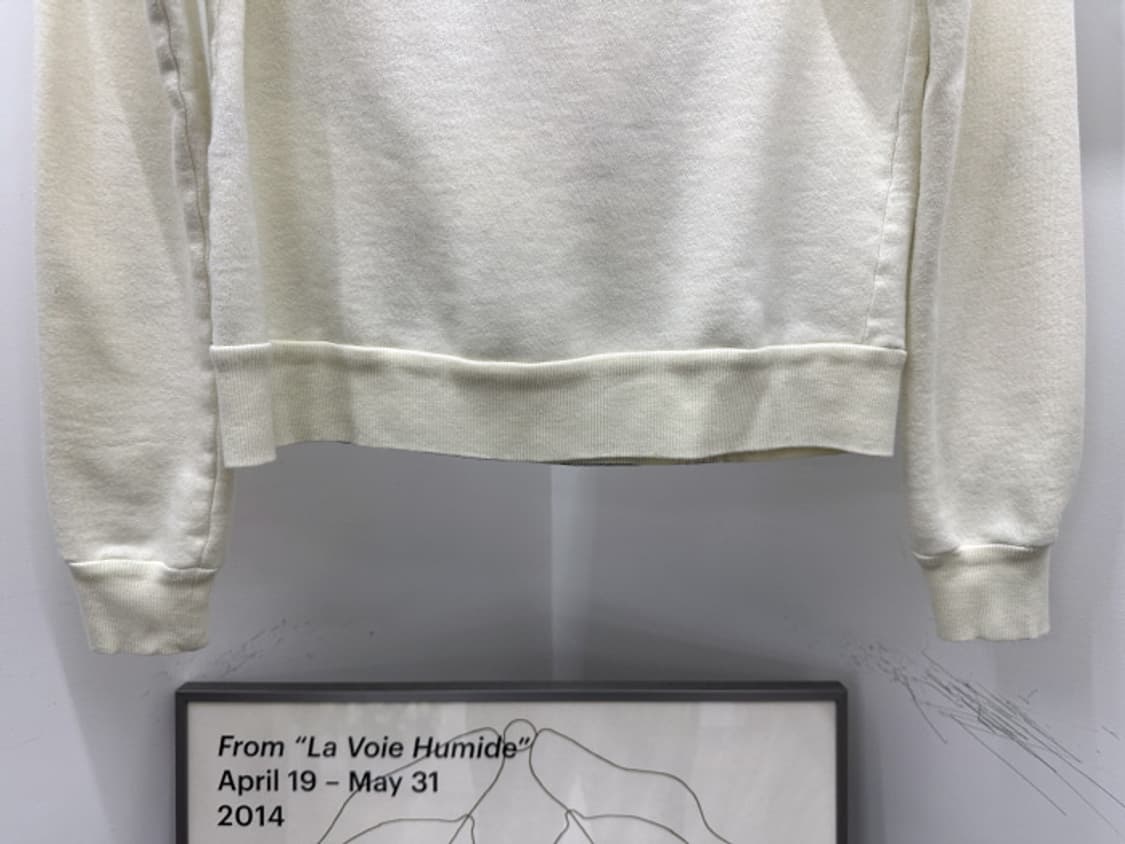 From “La Voie Humide”
April 19 – May 31
2014